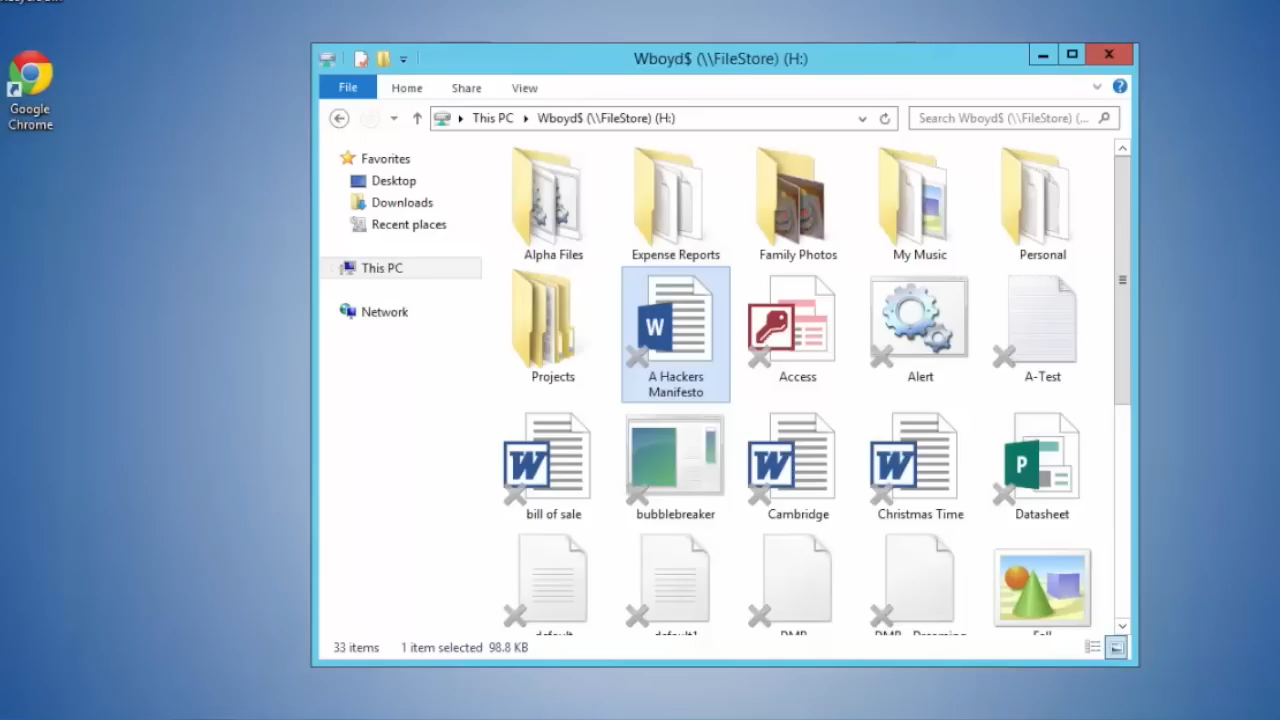 Wboyd$ (\\FileStore) (H:)
File
Home
Share
View
This PC
Wboyd$ (\\FileStore) (H:)
Search Wboyd$ (\\FileStore) (...
Favorites
Desktop
Downloads
Recent places
This PC
Network
Google
Chrome
Alpha Files
Expense Reports
Family Photos
My Music
Personal
Projects
A Hackers
Manifesto
Access
Alert
A-Test
bill of sale
bubblebreaker
Cambridge
Christmas Time
Datasheet
default
default1
33 items
1 item selected 98.8 KB